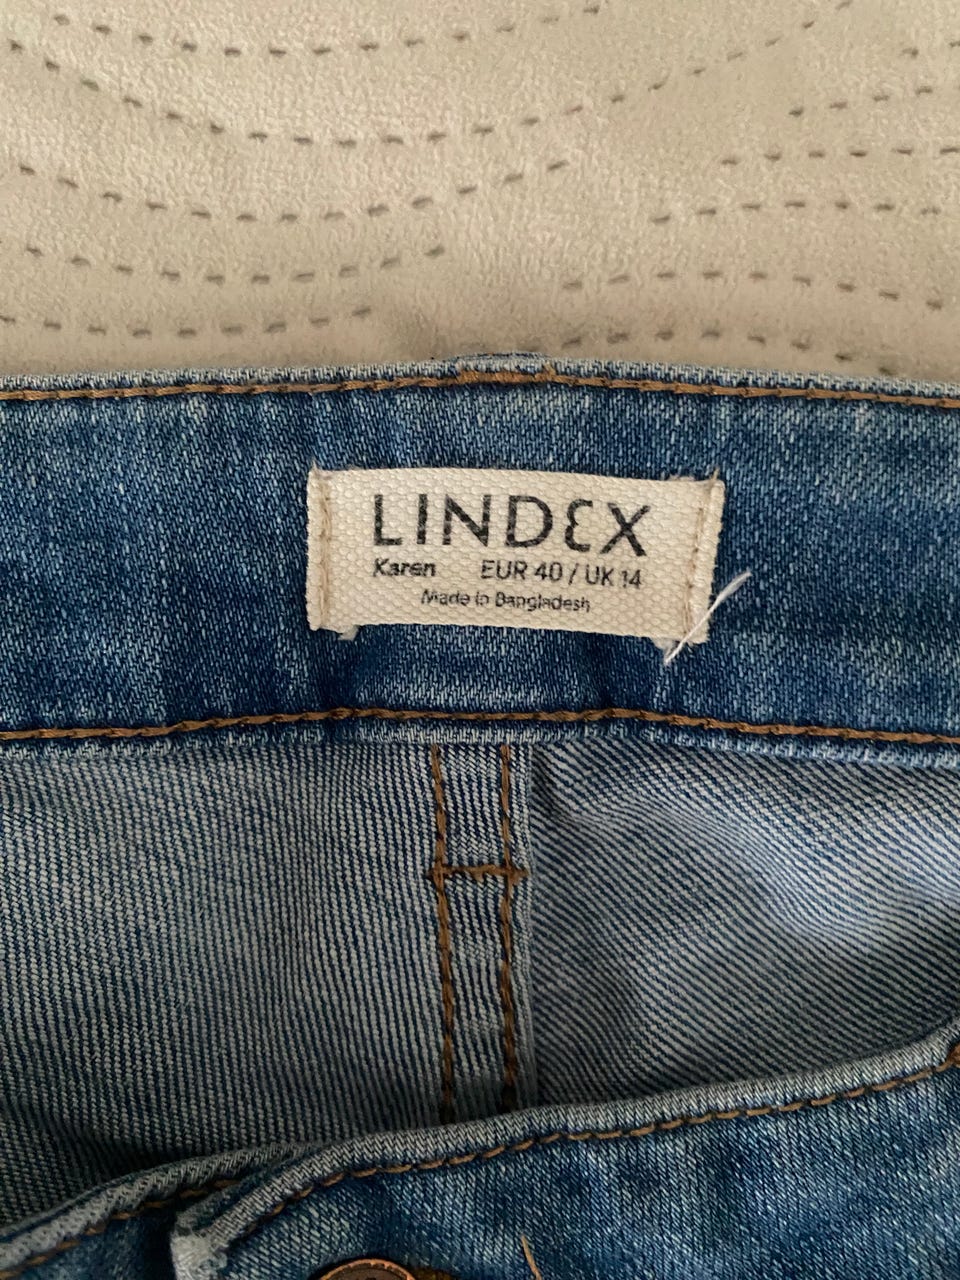 LINDEX
Karen EUR 40 / UK 14
Made in Bangladesh